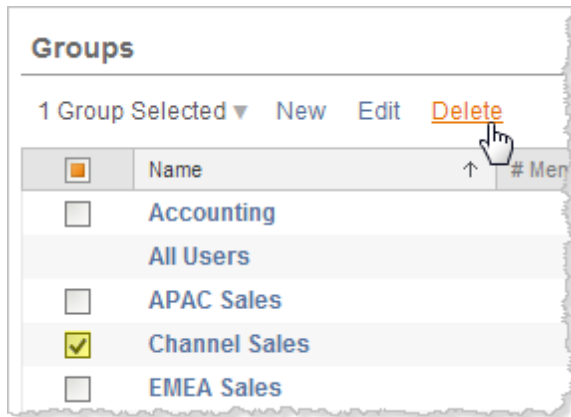 Groups
1 Group Selected ▾ New Edit Delete
Name ↑ #
Accounting
All Users
APAC Sales
Channel Sales
EMEA Sales